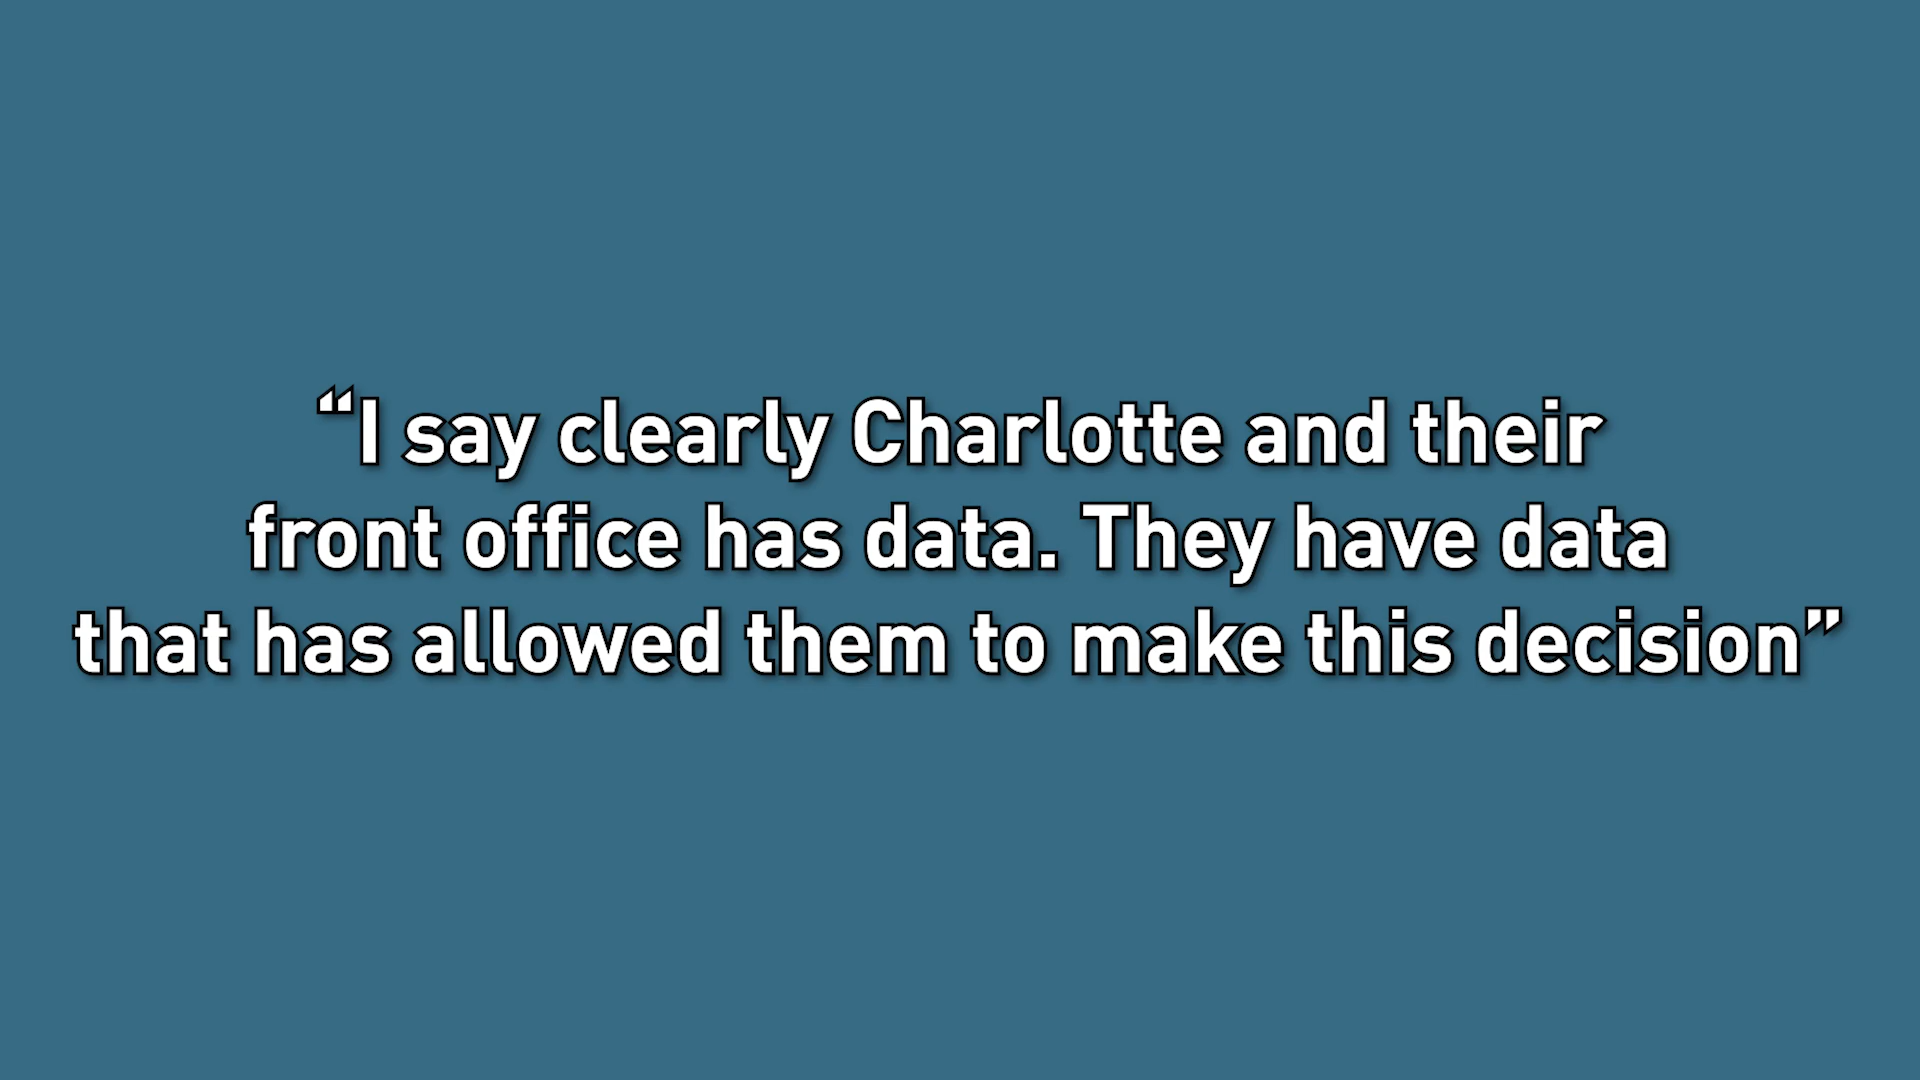 “I say clearly Charlotte and their
front office has data. They have data
that has allowed them to make this decision”